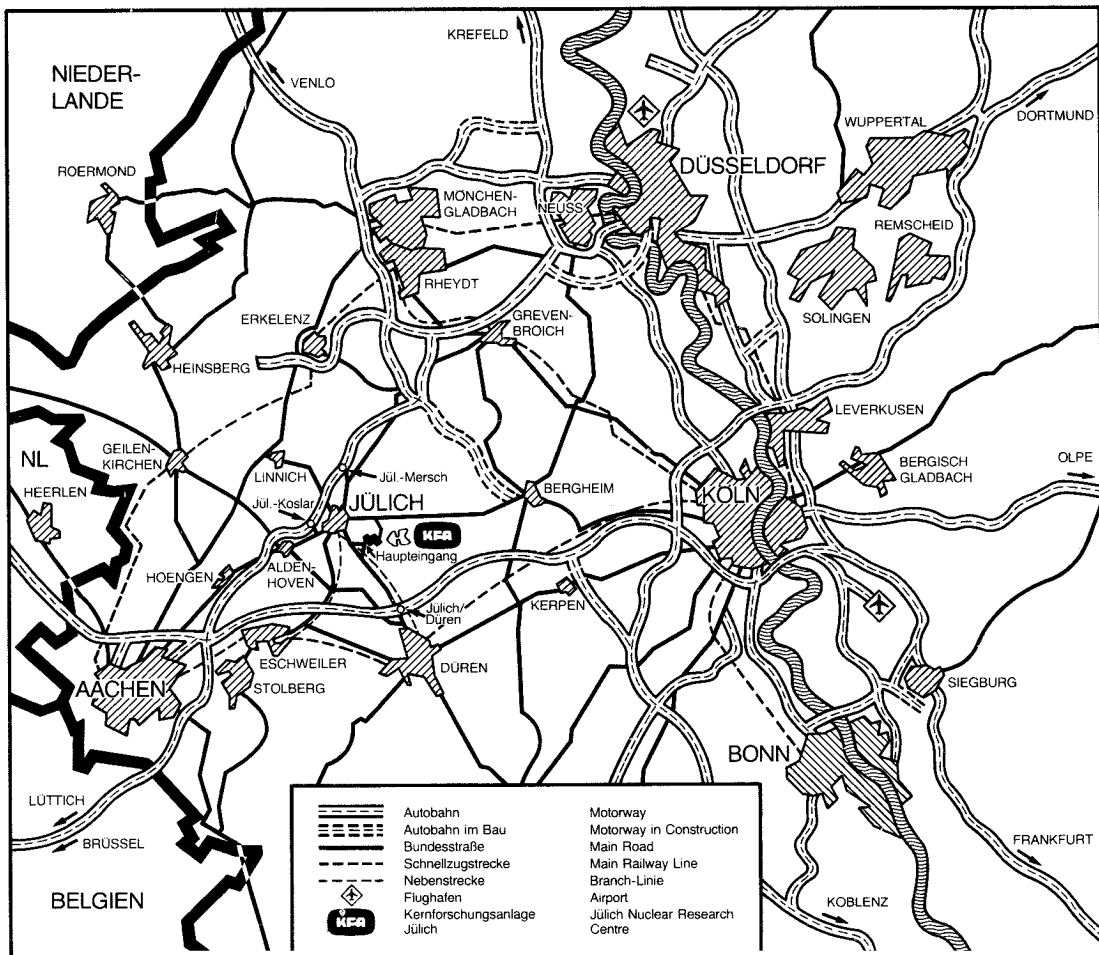 KREFELD
NIEDER-
LANDE
VENLO
DORTMUND
WUPPERTAL
DÜSSELDORF
ROERMOND
MÖNCHEN-
GLADBACH
NEUSS
REMSCHEID
RHEYDT
SOLINGEN
ERKELENZ
GREVEN-
BROICH
HEINSBERG
LEVERKUSEN
GEILEN-
KIRCHEN
NL
LINNICH
Jül.-Mersch
BERGISCH
GLADBACH
OLPE
HEERLEN
Jül.-Koslar
JÜLICH
BERGHEIM
KÖLN
KFA
Haupteingang
HOENGEN
ALDEN-
HOVEN
Jülich/
Düren
KERPEN
ESCHWEILER
DÜREN
AACHEN
STOLBERG
SIEGBURG
BONN
LÜTTICH
BRÜSSEL
FRANKFURT
BELGIEN
KOBLENZ
Autobahn Motorway
Autobahn im Bau Motorway in Construction
Bundesstraße Main Road
Schnellzugstrecke Main Railway Line
Nebenstrecke Branch-Linie
Flughafen Airport
KFA Kernforschungsanlage Jülich Nuclear Research
Jülich Centre